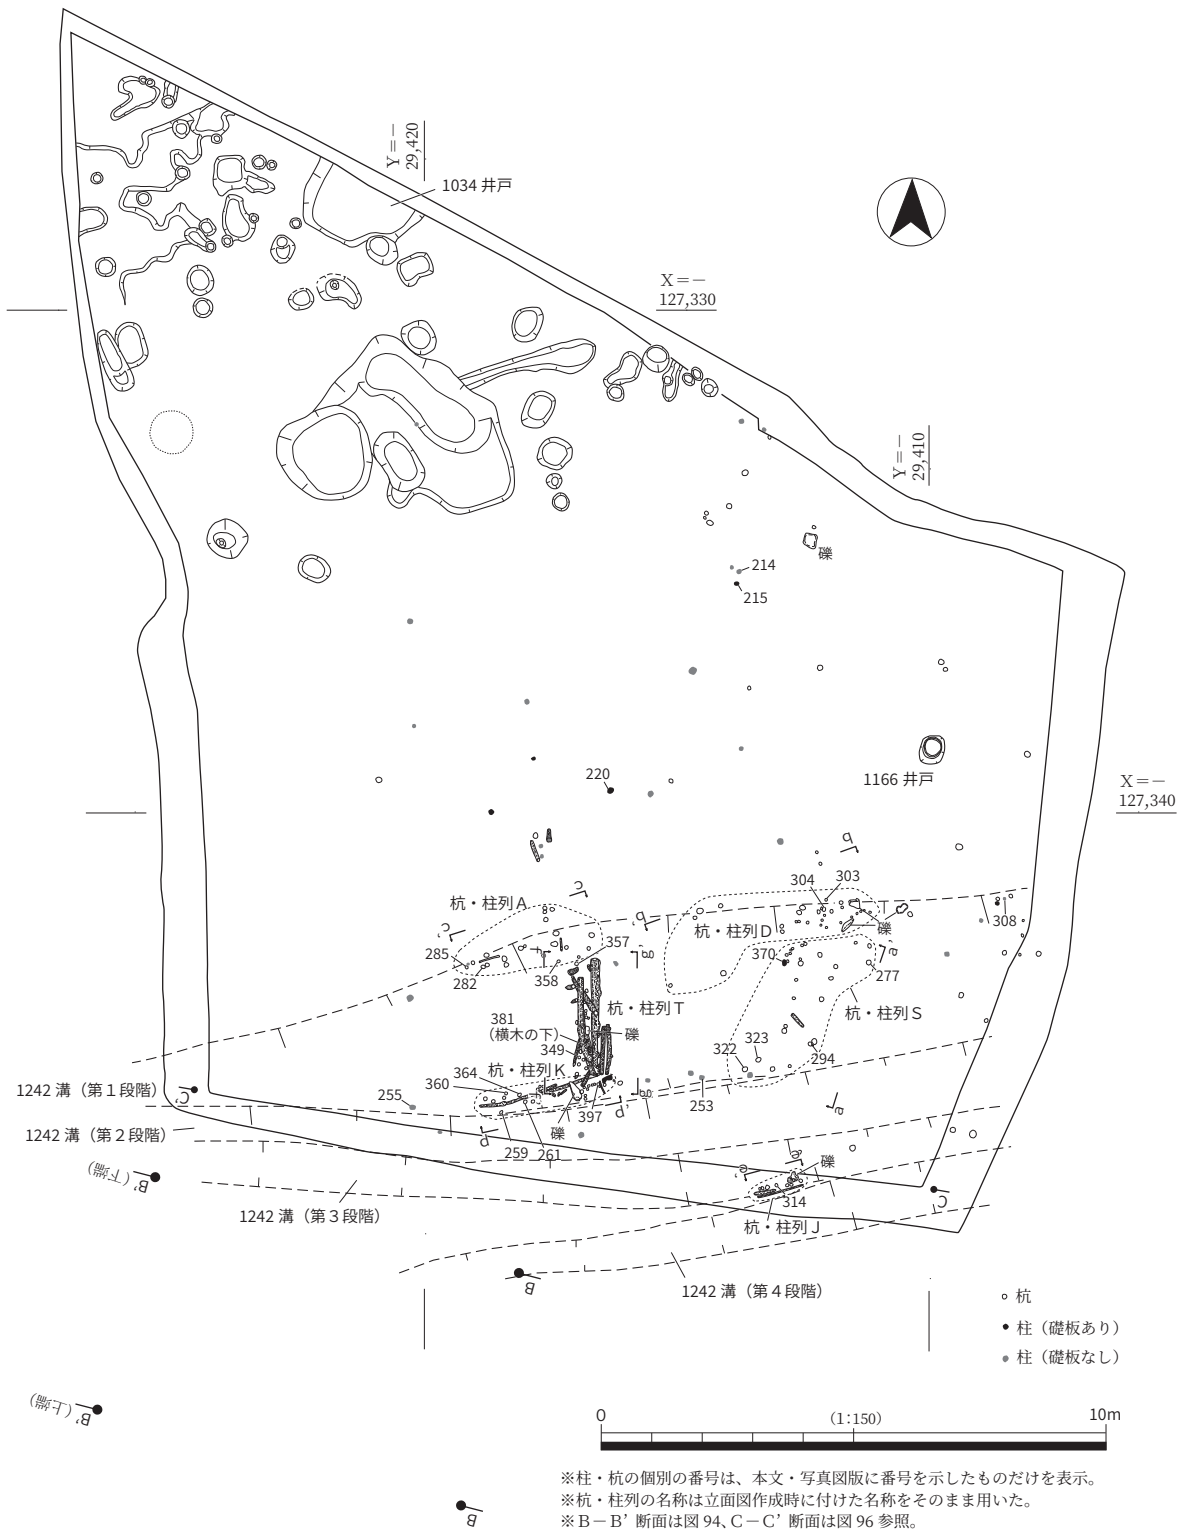 Y＝－
29,420
1034 井戸
X＝－
127,330
Y＝－
29,410
礫
214
215
220
1166 井戸
X＝－
127,340
b
304
303
c
杭・柱列A
c’
b’
杭・柱列D
礫
308
a’
285
282
f’
358
357
g’
370
277
杭・柱列T
杭・柱列S
381
（横木の下）
礫
349
323
322
294
杭・柱列K
364
360
255
253
1242 溝（第１段階）
C’
f
397
d’
g
a
1242 溝（第２段階）
d
礫
259
261
B’（下端）
e’
e
礫
314
C
1242 溝（第３段階）
杭・柱列J
B
1242 溝（第４段階）
杭
柱（礎板あり）
柱（礎板なし）
B’（上端）
0
（1：150）
10m
※柱・杭の個別の番号は、本文・写真図版に番号を示したものだけを表示。
※杭・柱列の名称は立面図作成時に付けた名称をそのまま用いた。
※Ｂ－Ｂ’断面は図 94、Ｃ－Ｃ’断面は図 96 参照。
B